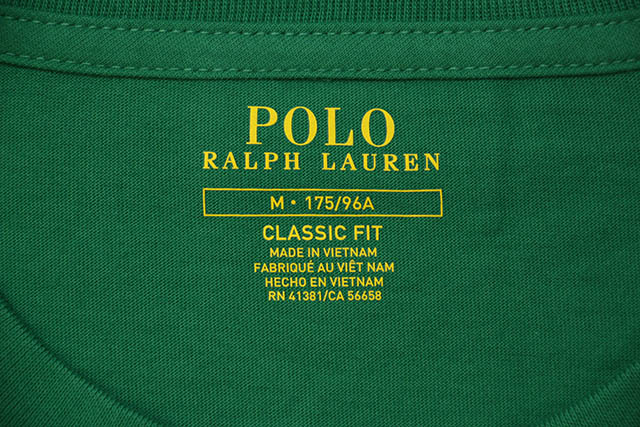 POLO
RALPH LAUREN
M • 175/96A
CLASSIC FIT
MADE IN VIETNAM
FABRIQUÉ AU VIÊT NAM
HECHO EN VIETNAM
RN 41381/CA 56658